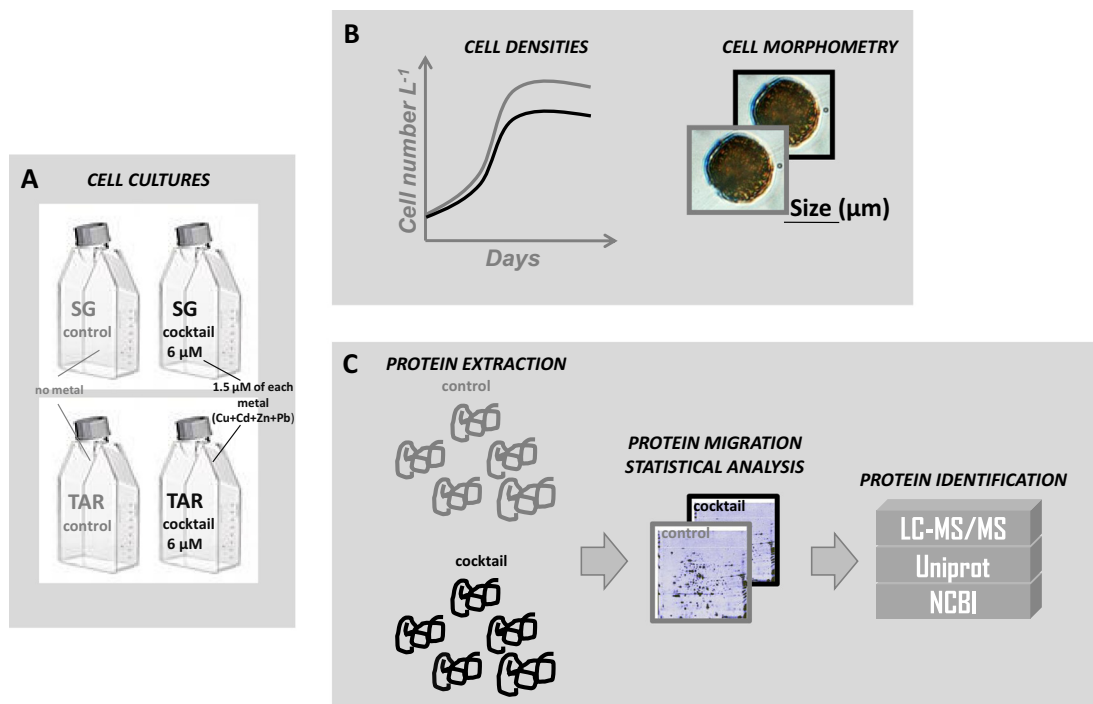 A
CELL CULTURES
SG
control
SG
cocktail
6 µM
no metal
1.5 µM of each
metal
(Cu+Cd+Zn+Pb)
TAR
control
TAR
cocktail
6 µM
B
CELL DENSITIES
Cell number L-1
Days
CELL MORPHOMETRY
Size (µm)
C
PROTEIN EXTRACTION
control
cocktail
PROTEIN MIGRATION
STATISTICAL ANALYSIS
cocktail
control
PROTEIN IDENTIFICATION
LC-MS/MS
Uniprot
NCBI